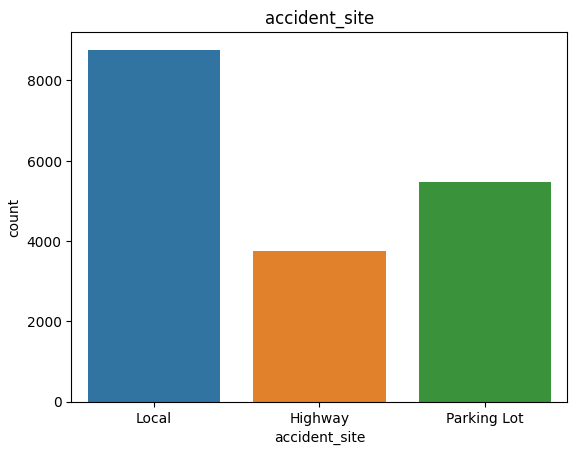 accident_site
8000
6000
4000
2000
0
count
Local
Highway
Parking Lot
accident_site